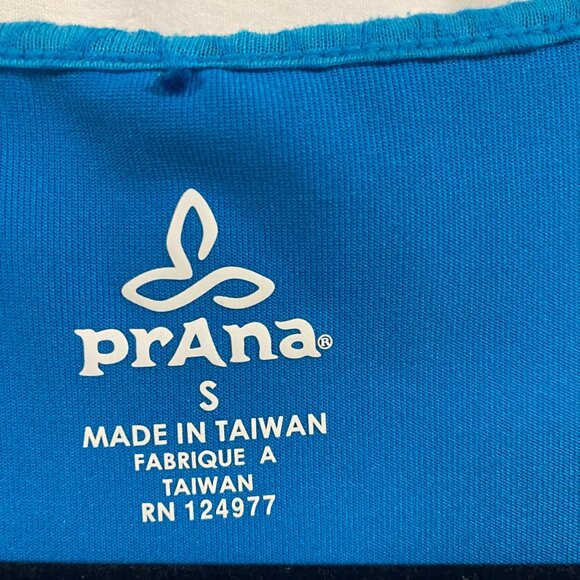 prAna®
S
MADE IN TAIWAN
FABRIQUE A
TAIWAN
RN 124977